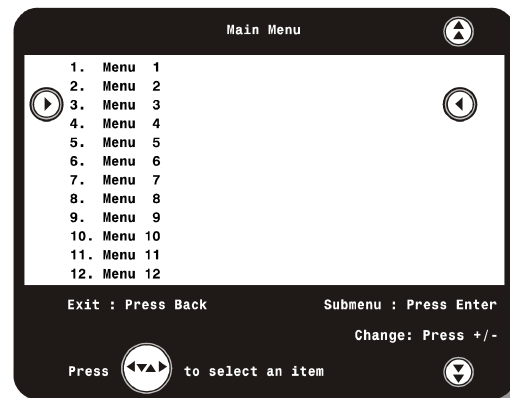 Main Menu
1. Menu 1
2. Menu 2
3. Menu 3
4. Menu 4
5. Menu 5
6. Menu 6
7. Menu 7
8. Menu 8
9. Menu 9
10. Menu 10
11. Menu 11
12. Menu 12
Exit : Press Back Submenu : Press Enter
Change: Press +/-
Press to select an item